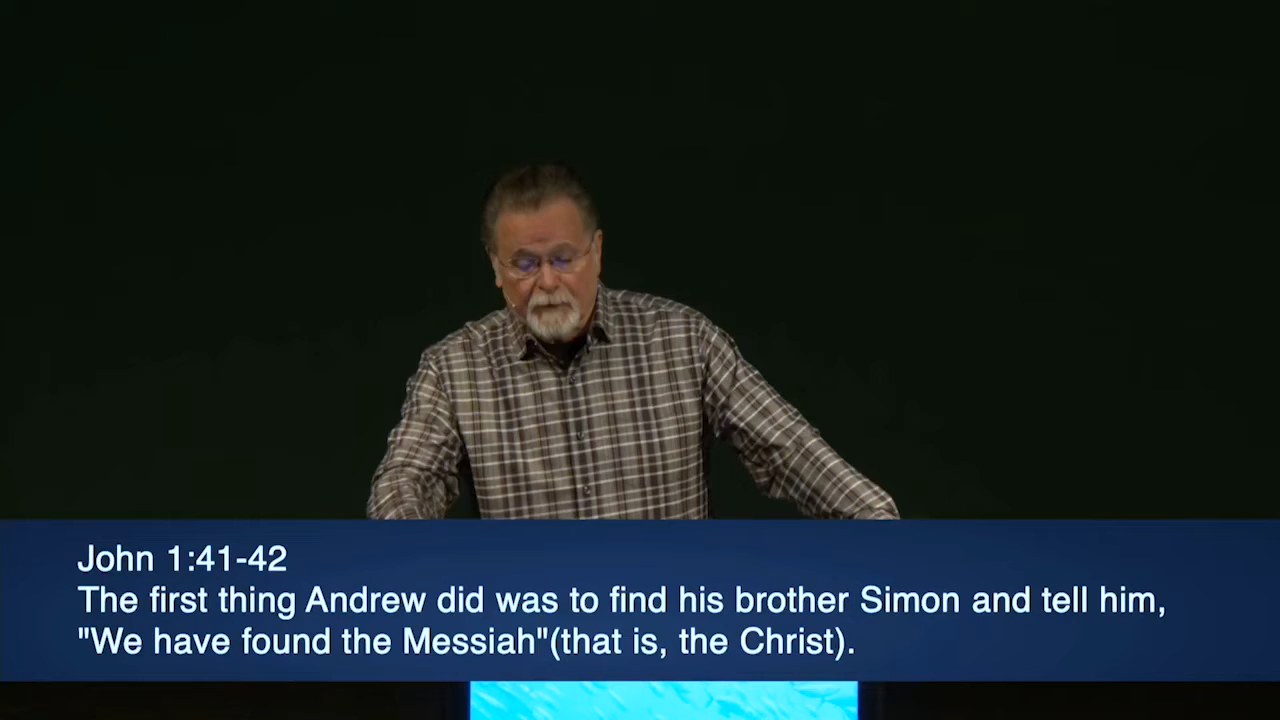 John 1:41-42
The first thing Andrew did was to find his brother Simon and tell him,
"We have found the Messiah"(that is, the Christ).